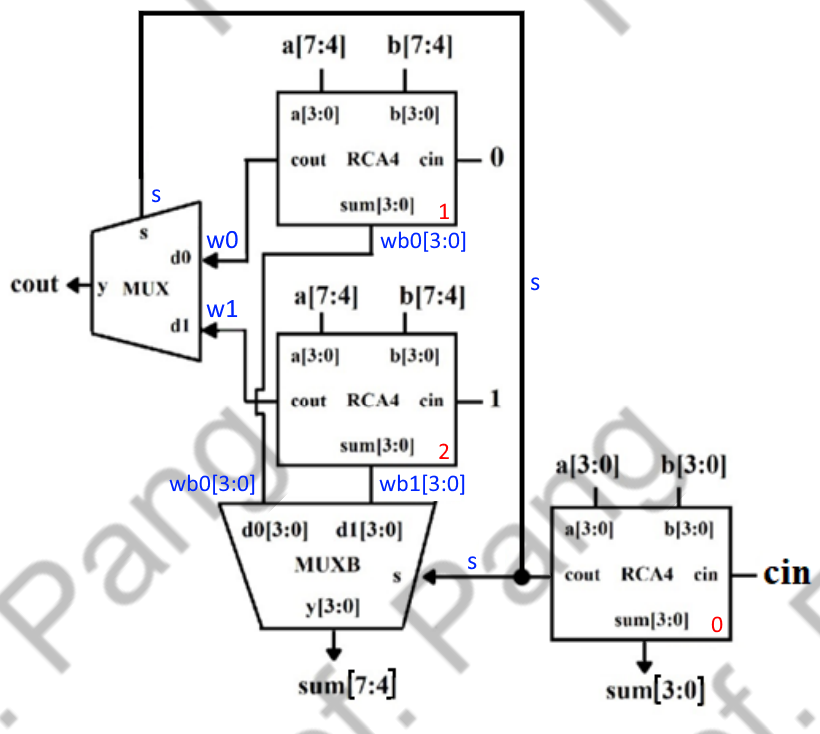 a[7:4] b[7:4]
a[3:0] b[3:0]
cout RCA4 cin 0
sum[3:0] 1
s
s
w0
wb0[3:0]
d0
cout y MUX
s
w1
d1
a[7:4] b[7:4]
a[3:0] b[3:0]
cout RCA4 cin 1
sum[3:0] 2
wb0[3:0] wb1[3:0]
d0[3:0] d1[3:0]
MUXB
s
y[3:0]
sum[7:4]
s
a[3:0] b[3:0]
a[3:0] b[3:0]
cout RCA4 cin cin
sum[3:0] 0
sum[3:0]
Pang
Pang
f.